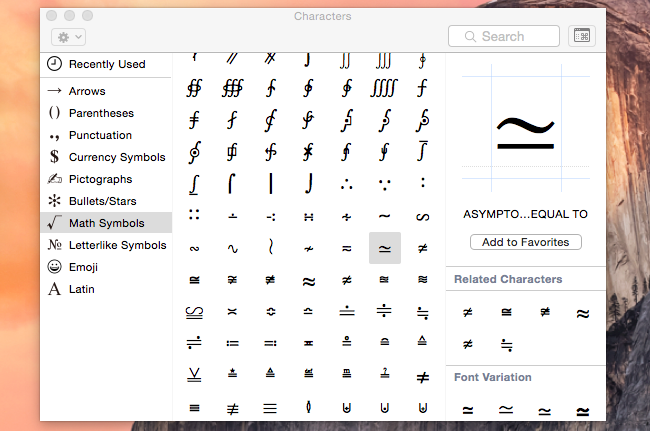 Characters
Search
Recently Used
Arrows
Parentheses
Punctuation
Currency Symbols
Pictographs
Bullets/Stars
Math Symbols
Letterlike Symbols
Emoji
Latin
ASYMPTO...EQUAL TO
Add to Favorites
Related Characters
Font Variation